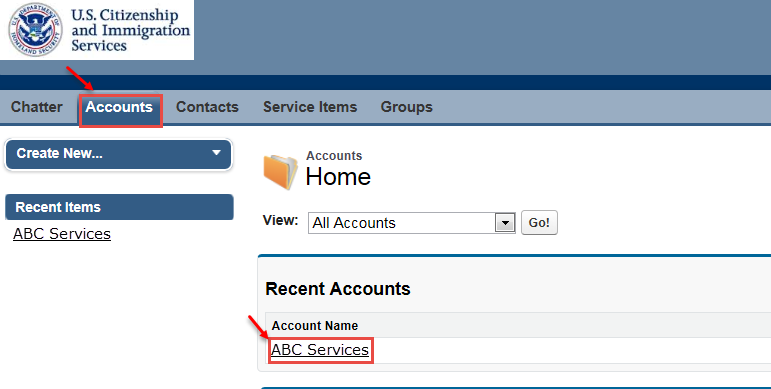 U.S. Citizenship
and Immigration
Services
Chatter Accounts Contacts Service Items Groups
Create New...
Recent Items
ABC Services
Accounts
Home
View: All Accounts Go!
Recent Accounts
Account Name
ABC Services